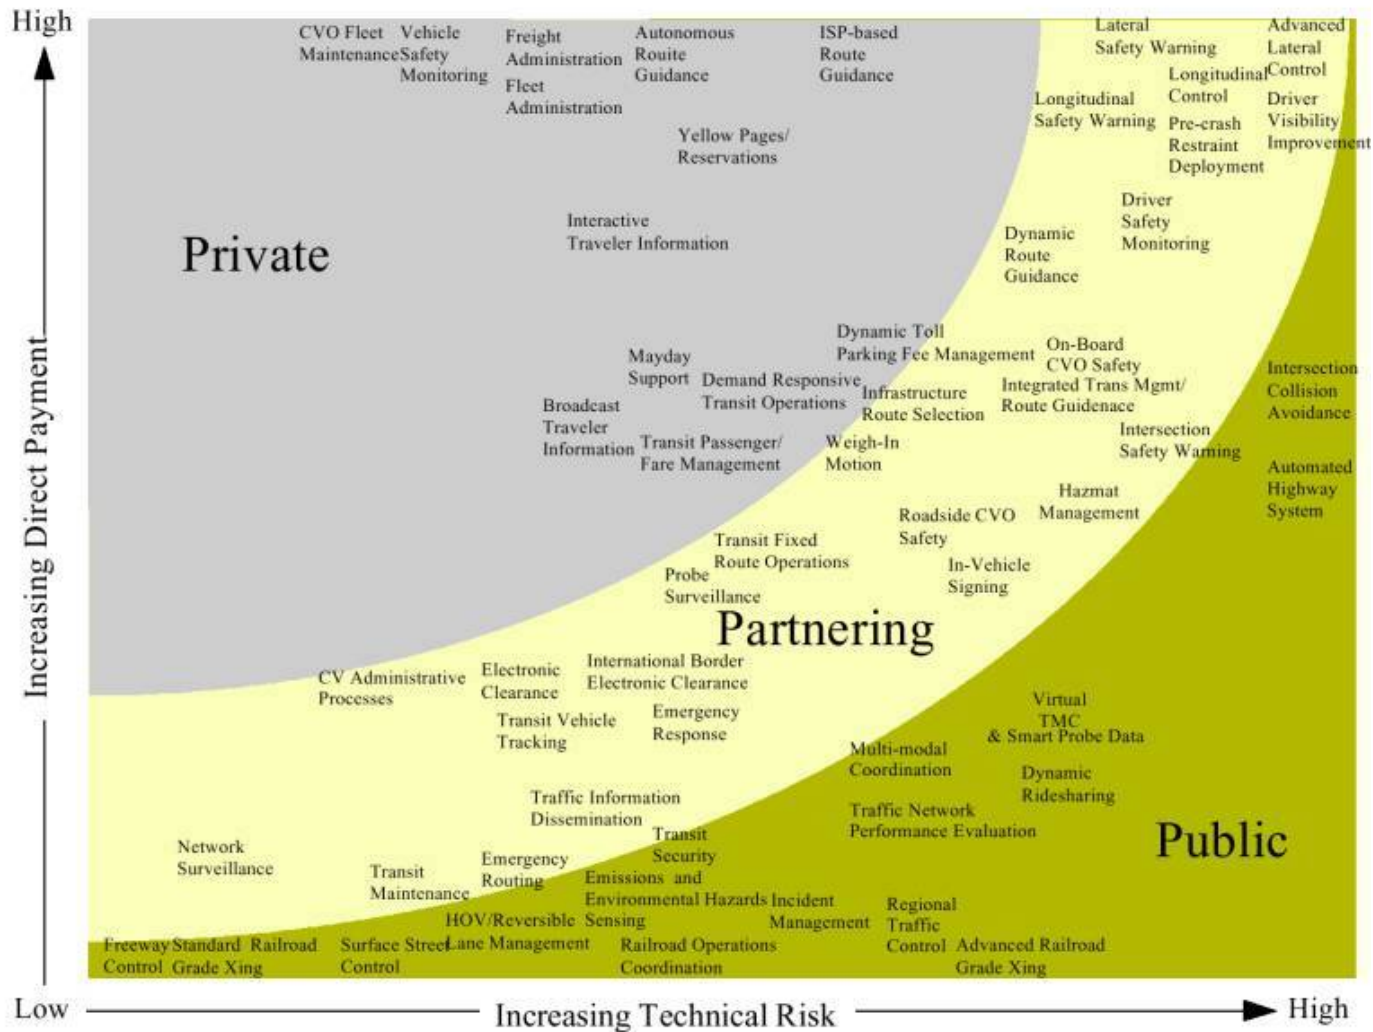 High
CVO Fleet
Maintenance
Vehicle
Safety
Monitoring
Freight
Administration
Fleet
Administration
Autonomous
Rouite
Guidance
ISP-based
Route
Guidance
Lateral
Safety Warning
Advanced
Lateral
Control
Longitudinal
Control
Longitudinal
Safety Warning
Pre-crash
Restraint
Deployment
Driver
Visibility
Improvement
Yellow Pages/
Reservations
Interactive
Traveler Information
Private
Driver
Safety
Monitoring
Dynamic
Route
Guidance
Dynamic Toll
Parking Fee Management
On-Board
CVO Safety
Mayday
Support
Demand Responsive
Transit Operations
Infrastructure
Route Selection
Integrated Trans Mgmt/
Route Guidenace
Intersection
Collision
Avoidance
Broadcast
Traveler
Information
Transit Passenger/
Fare Management
Weigh-In
Motion
Intersection
Safety Warning
Automated
Highway
System
Hazmat
Management
Roadside CVO
Safety
Transit Fixed
Route Operations
In-Vehicle
Signing
Probe
Surveillance
Partnering
CV Administrative
Processes
Electronic
Clearance
International Border
Electronic Clearance
Transit Vehicle
Tracking
Emergency
Response
Virtual
TMC
& Smart Probe Data
Multi-modal
Coordination
Dynamic
Ridesharing
Traffic Information
Dissemination
Traffic Network
Performance Evaluation
Transit
Security
Public
Network
Surveillance
Transit
Maintenance
Emergency
Routing
Emissions and
Environmental Hazards
Sensing
Incident
Management
Regional
Traffic
Control
HOV/Reversible
Lane Management
Freeway
Control
Standard Railroad
Grade Xing
Surface Street
Control
Railroad Operations
Coordination
Advanced Railroad
Grade Xing
Increasing Direct Payment
Low
Increasing Technical Risk
High